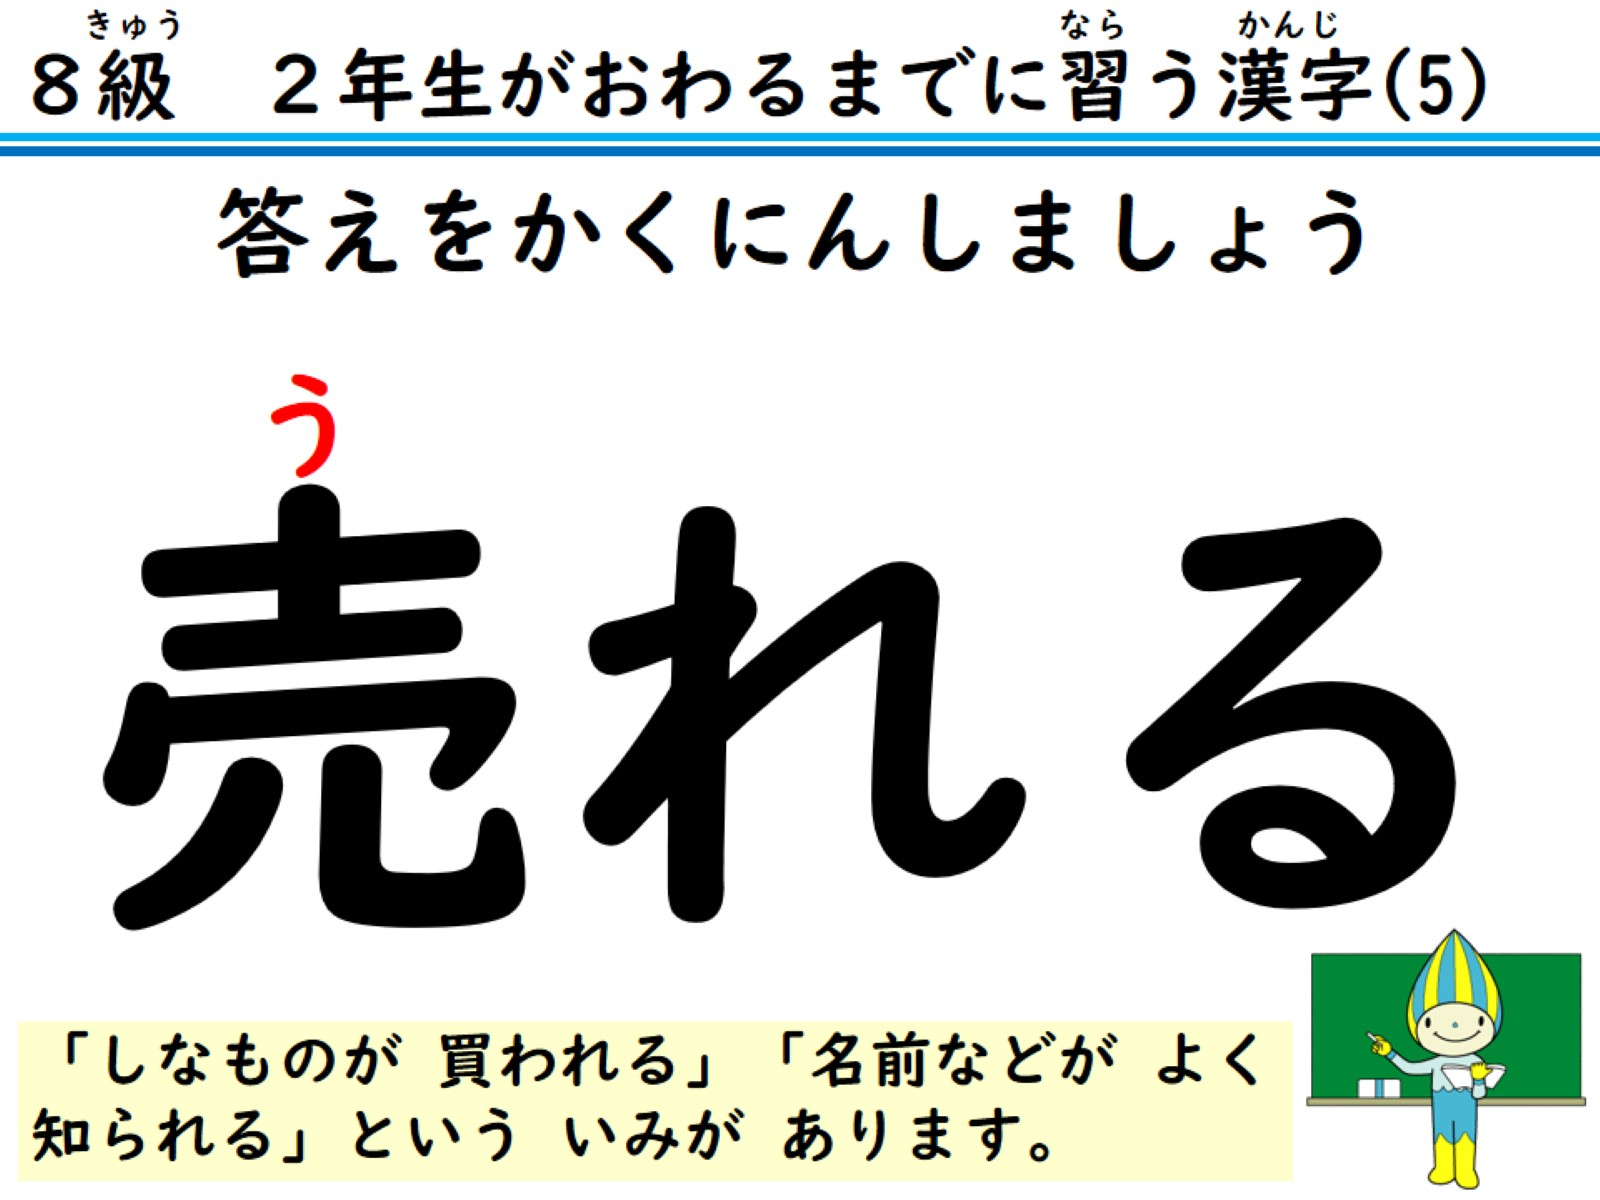 きゅう なら かんじ
８級　２年生がおわるまでに習う漢字(5)
答えをかくにんしましょう
う
売れる
「しなものが 買われる」「名前などが よく
知られる」という いみが あります。